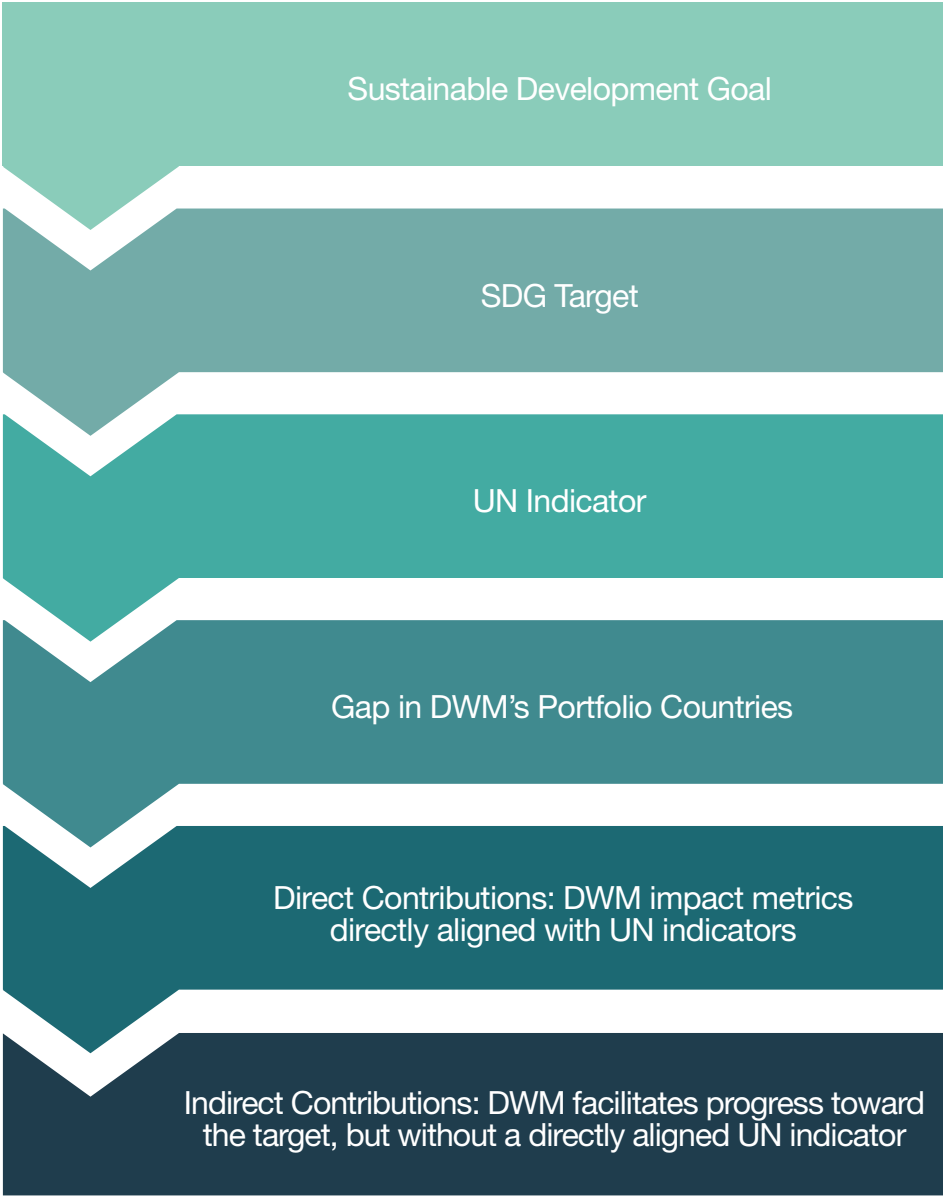 Sustainable Development Goal
SDG Target
UN Indicator
Gap in DWM's Portfolio Countries
Direct Contributions: DWM impact metrics
directly aligned with UN indicators
Indirect Contributions: DWM facilitates progress toward
the target, but without a directly aligned UN indicator